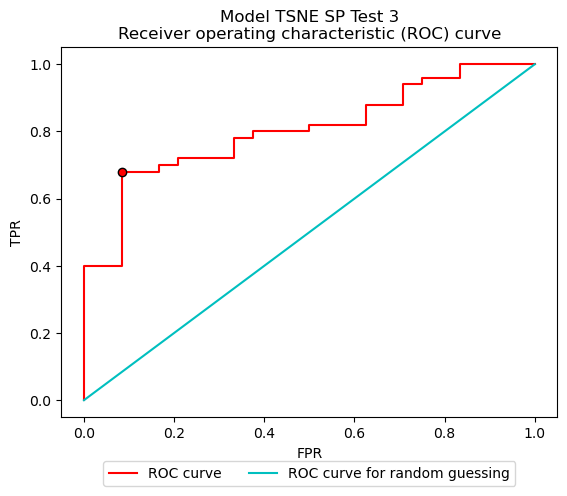 Model TSNE SP Test 3
Receiver operating characteristic (ROC) curve
1.0
0.8
0.6
0.4
0.2
0.0
TPR
0.0 0.2 0.4 0.6 0.8 1.0
FPR
ROC curve ROC curve for random guessing